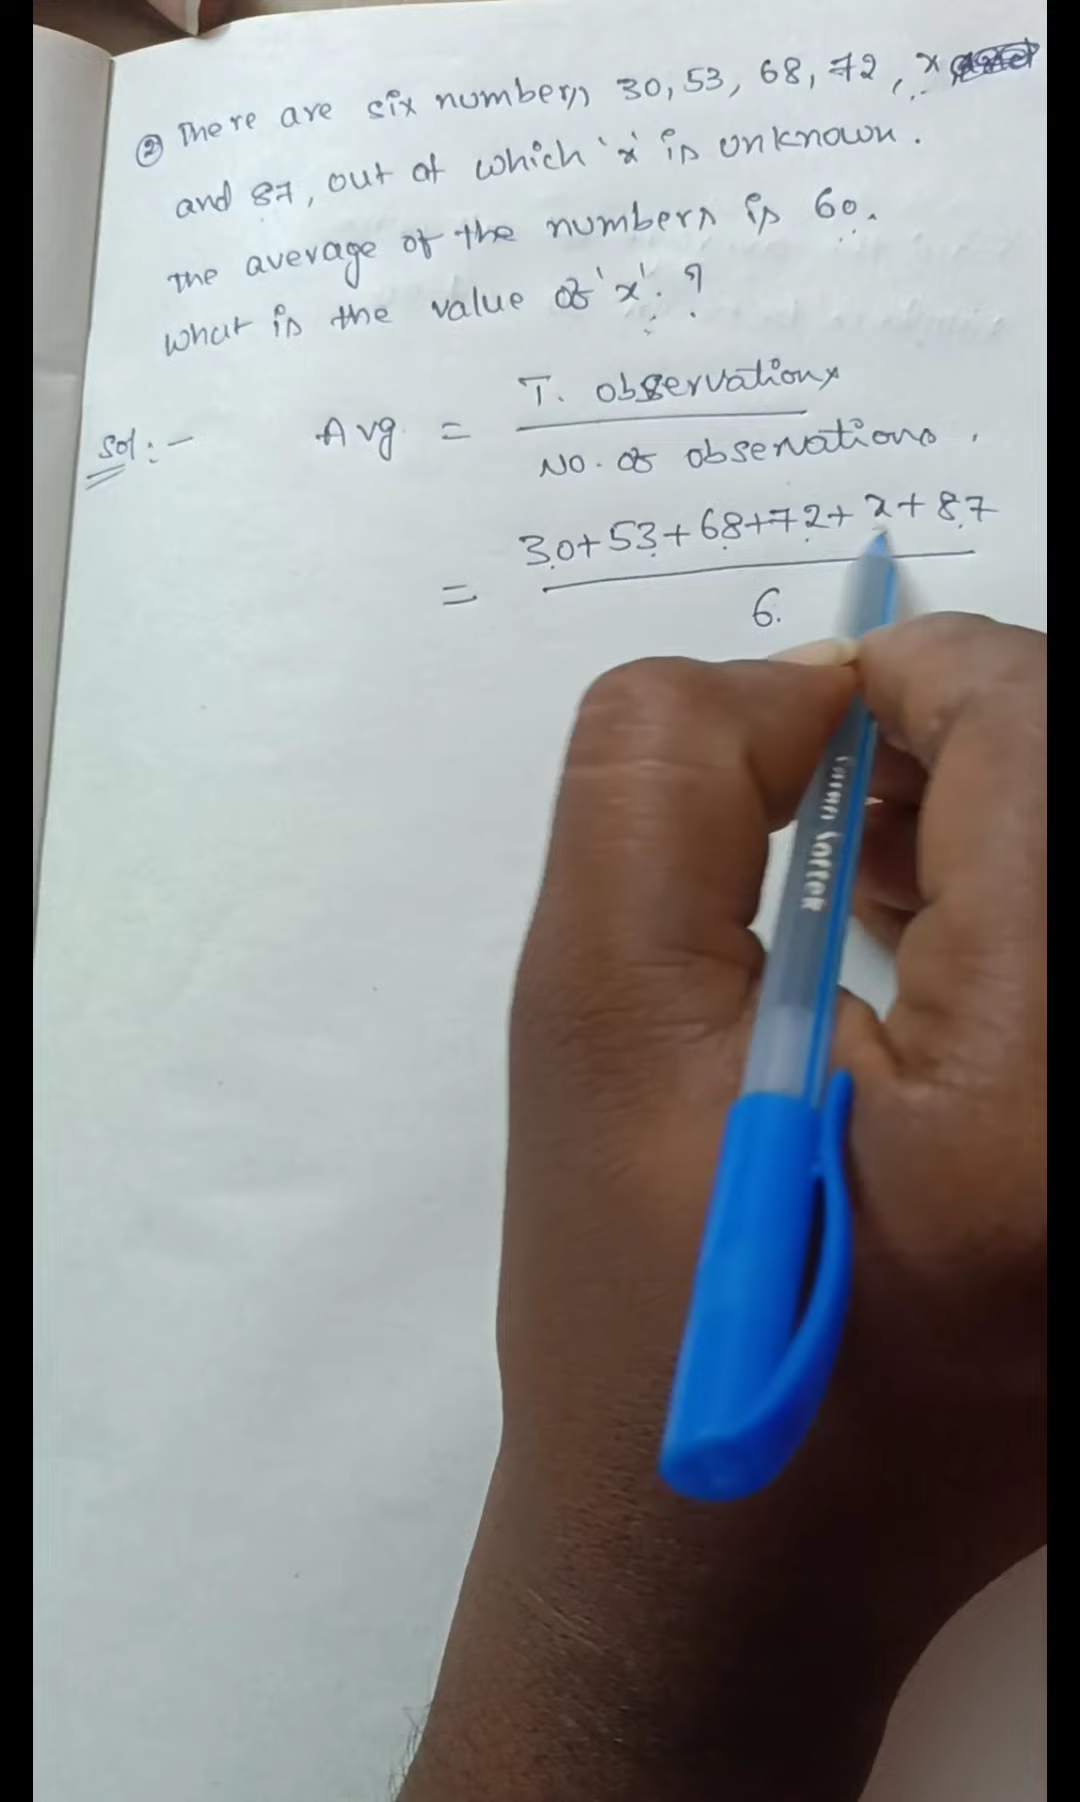 ② There are six numbers 30, 53, 68, 72, x
and 87, out of which 'x' is unknown.
The average of the numbers is 60.
What is the value of 'x'. ?
Sol:- Avg. = T. observations / No. of observations.
= 30+53+68+72+x+87 / 6.
softek